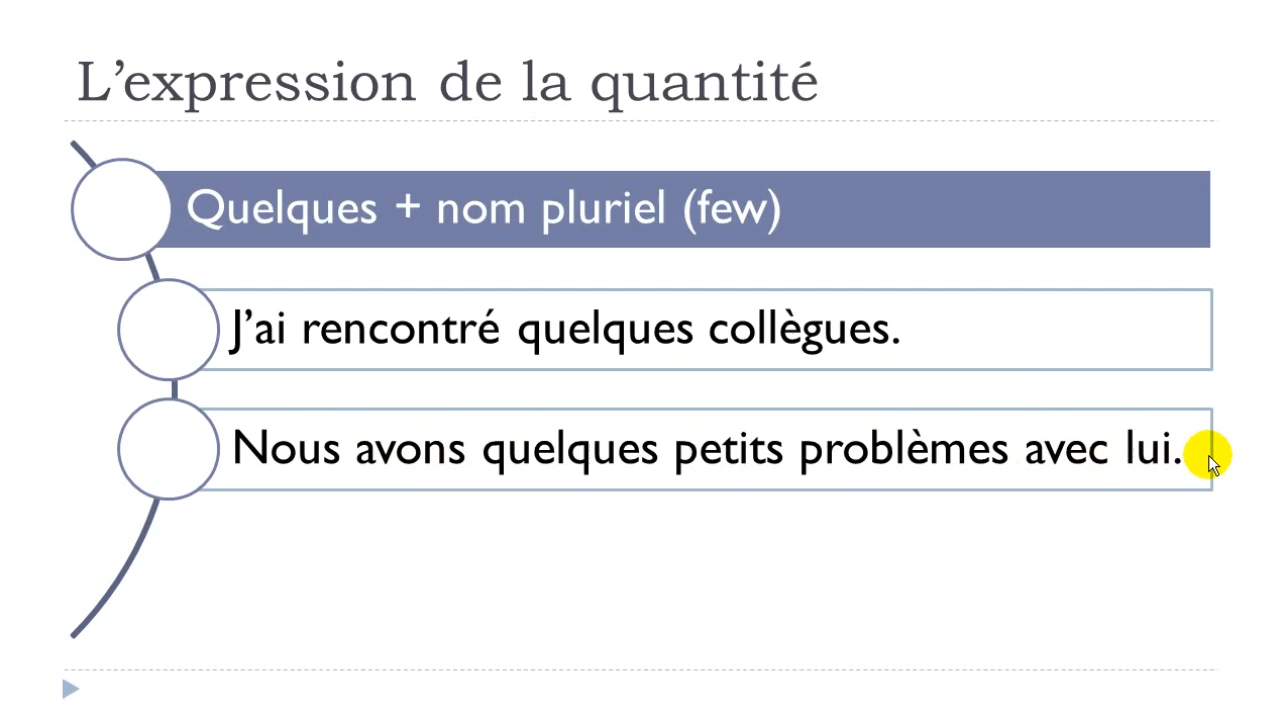 L’expression de la quantité
Quelques + nom pluriel (few)
J’ai rencontré quelques collègues.
Nous avons quelques petits problèmes avec lui.